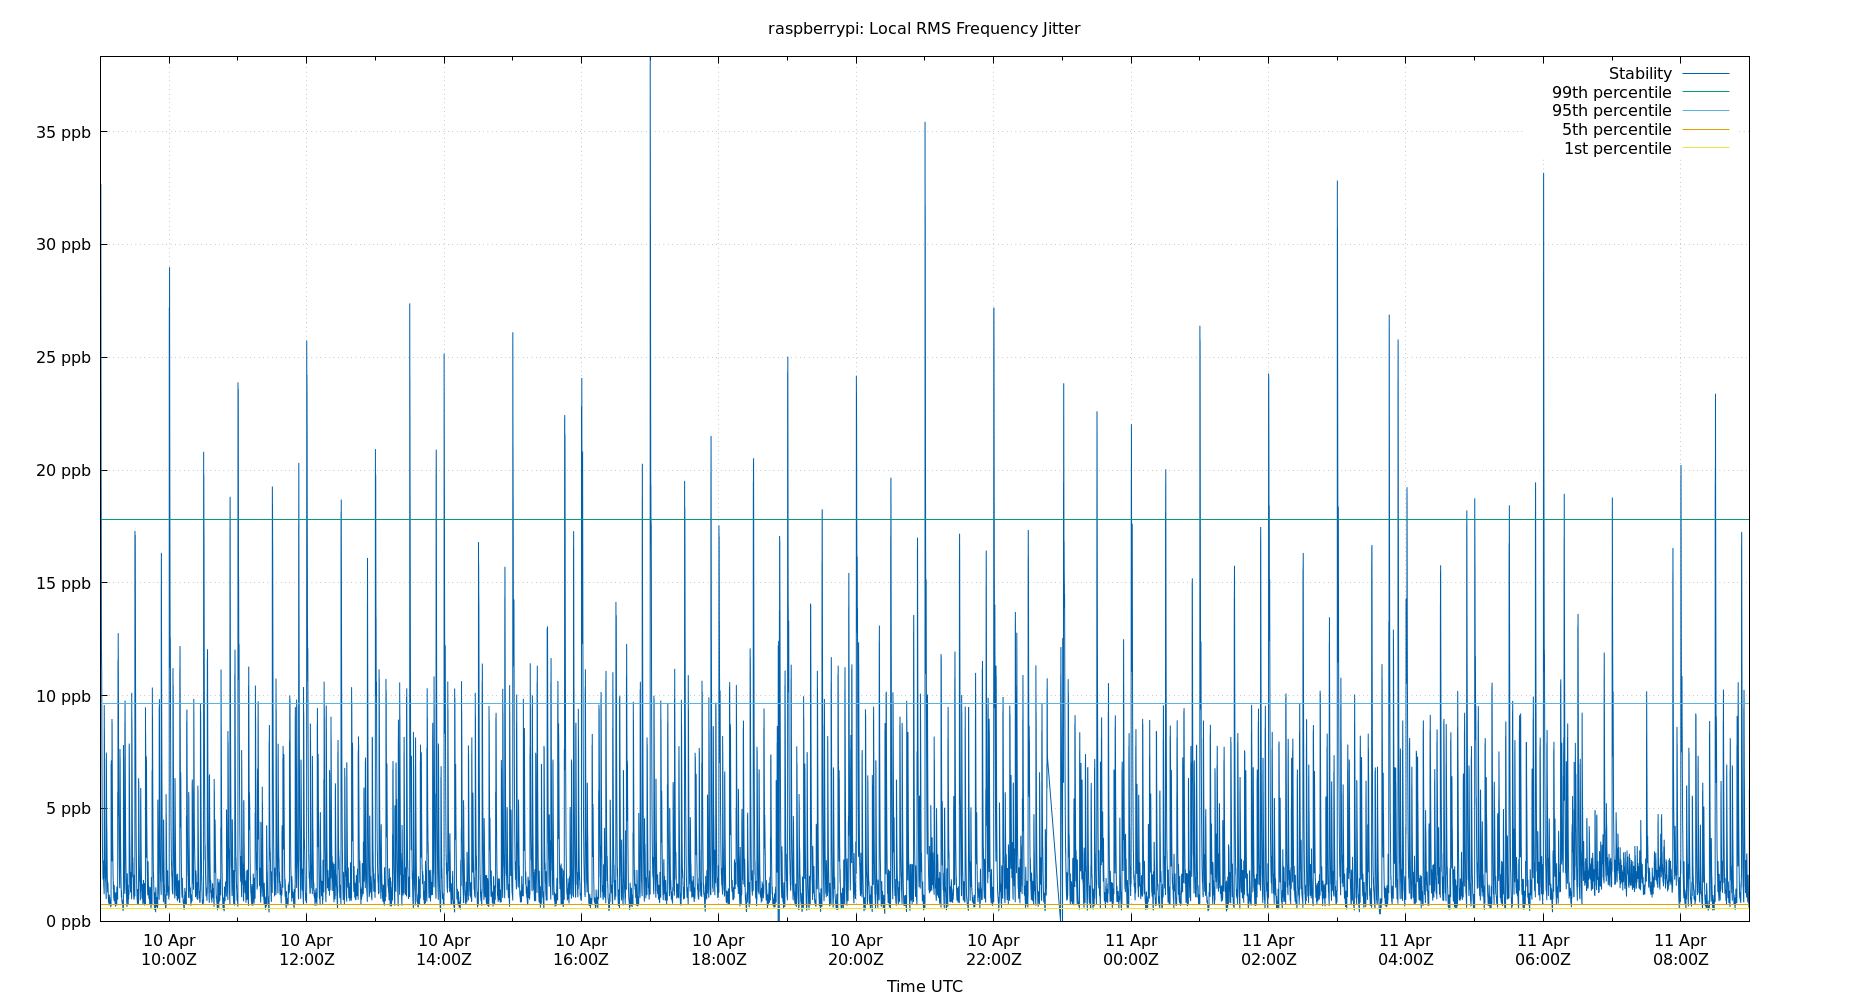 raspberrypi: Local RMS Frequency Jitter
Stability
99th percentile
95th percentile
5th percentile
1st percentile
35 ppb
30 ppb
25 ppb
20 ppb
15 ppb
10 ppb
5 ppb
0 ppb
10 Apr 10 Apr 10 Apr 10 Apr 10 Apr 10 Apr 10 Apr 11 Apr 11 Apr 11 Apr 11 Apr 11 Apr
10:00Z 12:00Z 14:00Z 16:00Z 18:00Z 20:00Z 22:00Z 00:00Z 02:00Z 04:00Z 06:00Z 08:00Z
Time UTC